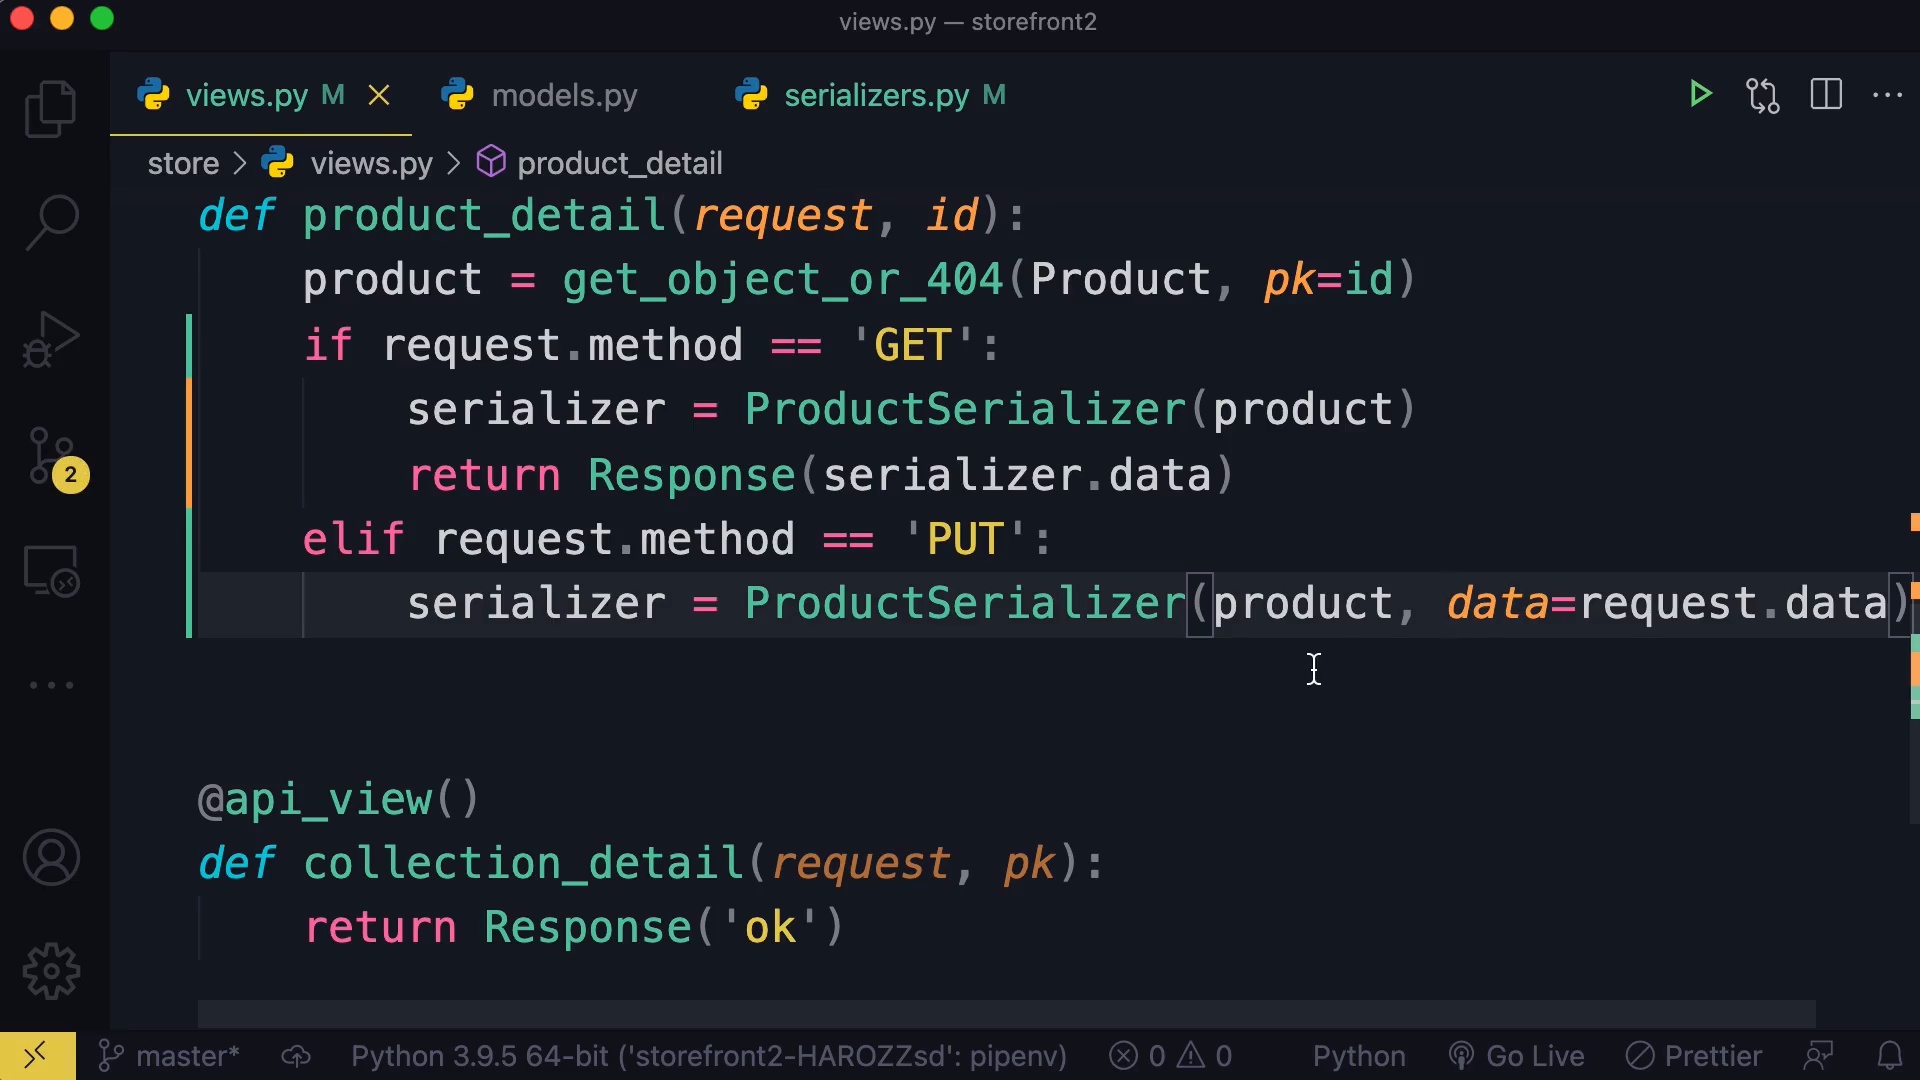 views.py — storefront2
views.py M models.py serializers.py M
store > views.py > product_detail
def product_detail(request, id):
product = get_object_or_404(Product, pk=id)
if request.method == 'GET':
serializer = ProductSerializer(product)
return Response(serializer.data)
elif request.method == 'PUT':
serializer = ProductSerializer(product, data=request.data)
2
@api_view()
def collection_detail(request, pk):
return Response('ok')
master* Python 3.9.5 64-bit ('storefront2-HAROZZsd': pipenv) 0 0 Python Go Live Prettier